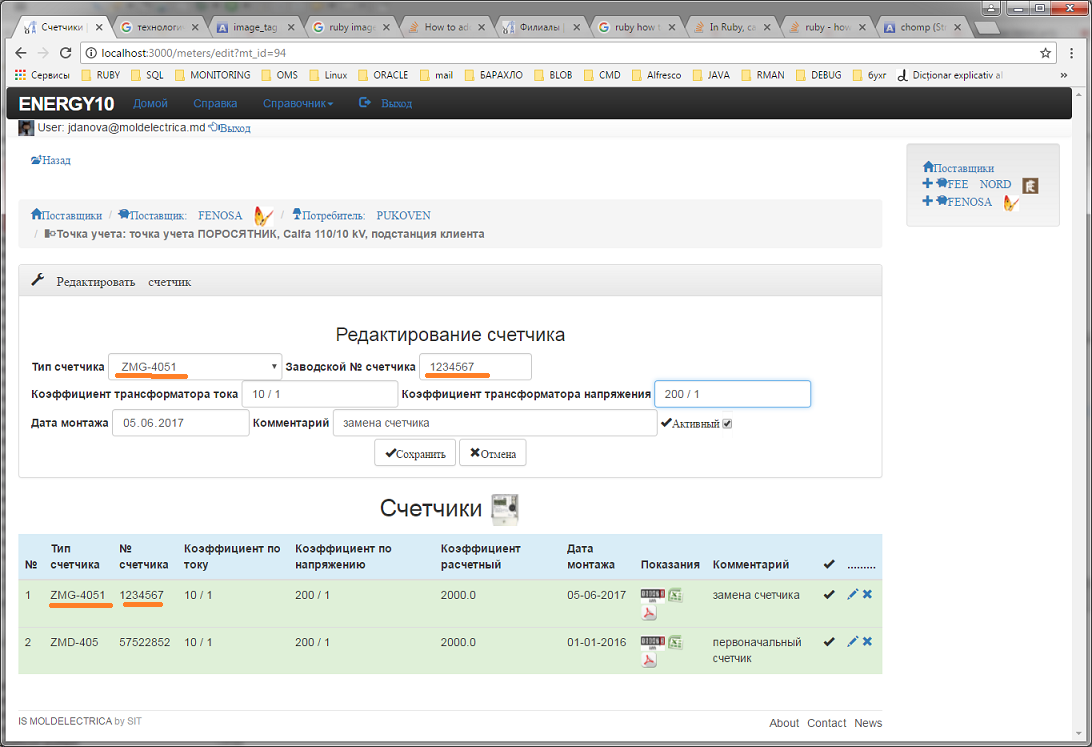 Счетчики
технологи
image_tag
ruby image
How to ad
Филиалы |
ruby how t
In Ruby, ca
ruby - how
chomp (St
localhost:3000/meters/edit?mt_id=94
Сервисы RUBY SQL MONITORING OMS Linux ORACLE mail БАРАХЛО BLOB CMD Alfresco JAVA RMAN DEBUG бухг Dicționar explicativ al »
ENERGY10 Домой Справка Справочник Выход
User: jdanova@moldelectrica.md Выход
Назад
Поставщики
FEE NORD
FENOSA
Поставщики / Поставщик: FENOSA / Потребитель: PUKOVEN
/ Точка учета: точка учета ПОРОСЯТНИК, Calfa 110/10 kV, подстанция клиента
Редактировать счетчик
Редактирование счетчика
Тип счетчика ZMG-4051 Заводской № счетчика 1234567
Коэффициент трансформатора тока 10 / 1 Коэффициент трансформатора напряжения 200 / 1
Дата монтажа 05.06.2017 Комментарий замена счетчика Активный
Сохранить Отмена
Счетчики
№ Тип счетчика № счетчика Коэффициент по току Коэффициент по напряжению Коэффициент расчетный Дата монтажа Показания Комментарий .........
1 ZMG-4051 1234567 10 / 1 200 / 1 2000.0 05-06-2017 замена счетчика
2 ZMD-405 57522852 10 / 1 200 / 1 2000.0 01-01-2016 первоначальный счетчик
IS MOLDELECTRICA by SIT
About Contact News